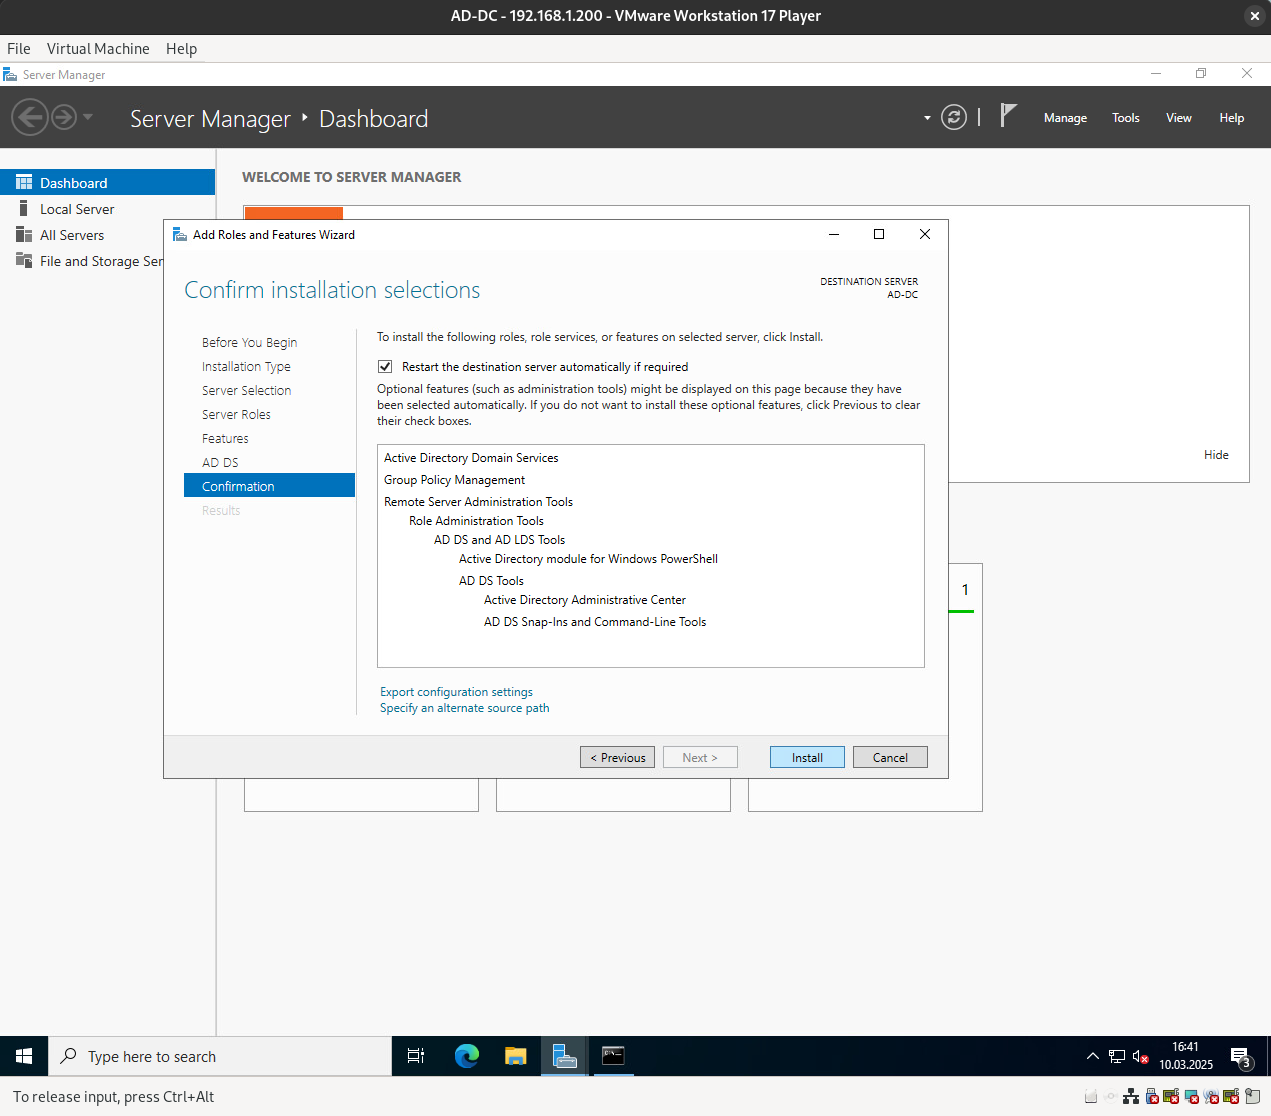 AD-DC - 192.168.1.200 - VMware Workstation 17 Player
File Virtual Machine Help
Server Manager
Server Manager Dashboard
Manage Tools View Help
Dashboard
Local Server
All Servers
File and Storage Ser
WELCOME TO SERVER MANAGER
Hide
1
Add Roles and Features Wizard
Confirm installation selections
DESTINATION SERVER
AD-DC
Before You Begin
Installation Type
Server Selection
Server Roles
Features
AD DS
Confirmation
Results
To install the following roles, role services, or features on selected server, click Install.
Restart the destination server automatically if required
Optional features (such as administration tools) might be displayed on this page because they have
been selected automatically. If you do not want to install these optional features, click Previous to clear
their check boxes.
Active Directory Domain Services
Group Policy Management
Remote Server Administration Tools
Role Administration Tools
AD DS and AD LDS Tools
Active Directory module for Windows PowerShell
AD DS Tools
Active Directory Administrative Center
AD DS Snap-Ins and Command-Line Tools
Export configuration settings
Specify an alternate source path
< Previous Next > Install Cancel
Type here to search
16:41
10.03.2025
3
To release input, press Ctrl+Alt